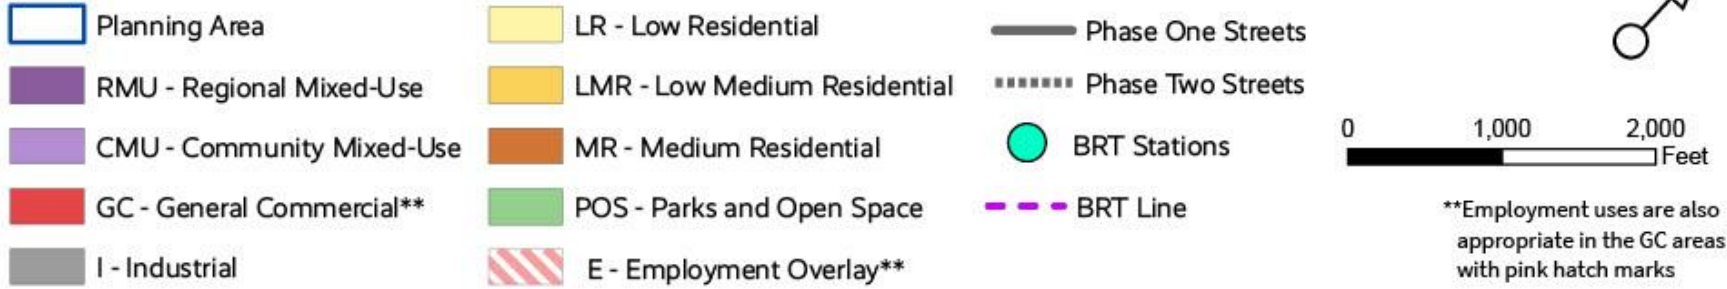 Planning Area
RMU - Regional Mixed-Use
CMU - Community Mixed-Use
GC - General Commercial**
I - Industrial
LR - Low Residential
LMR - Low Medium Residential
MR - Medium Residential
POS - Parks and Open Space
E - Employment Overlay**
Phase One Streets
Phase Two Streets
BRT Stations
BRT Line
0 1,000 2,000
Feet
**Employment uses are also
appropriate in the GC areas
with pink hatch marks